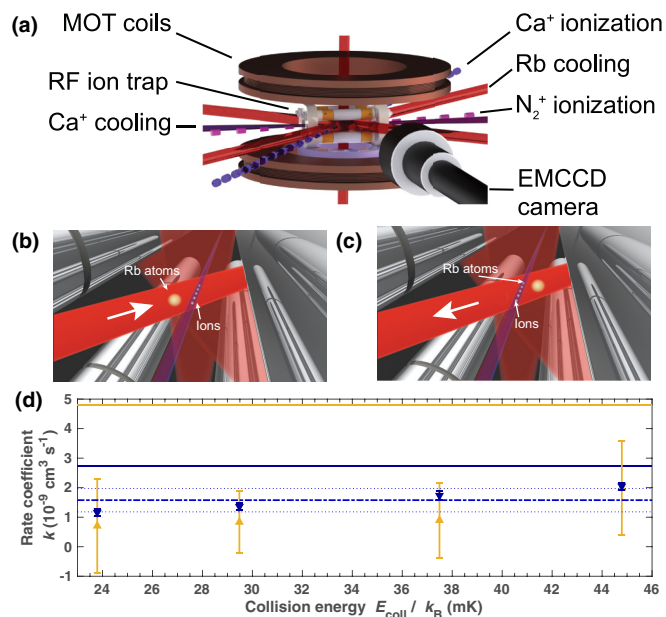 (a)
MOT coils
RF ion trap
Ca⁺ cooling
Ca⁺ ionization
Rb cooling
N₂⁺ ionization
EMCCD
camera
(b)
Rb atoms
Ions
(c)
Rb atoms
Ions
(d)
Rate coefficient
k (10⁻⁹ cm³ s⁻¹)
5
4
3
2
1
0
-1
24 26 28 30 32 34 36 38 40 42 44 46
Collision energy E_coll / k_B (mK)